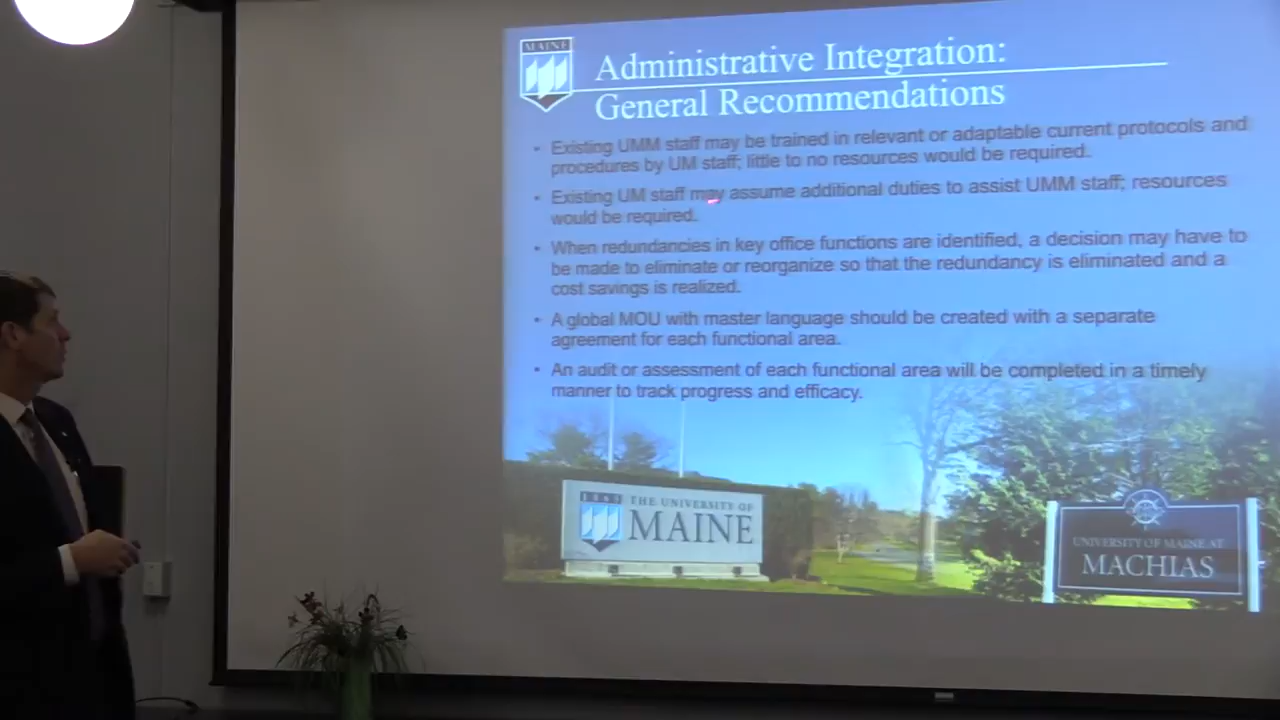 MAINE
Administrative Integration:
General Recommendations
• Existing UMM staff may be trained in relevant or adaptable current protocols and
procedures by UM staff; little to no resources would be required.
• Existing UM staff may assume additional duties to assist UMM staff; resources
would be required.
• When redundancies in key office functions are identified, a decision may have to
be made to eliminate or reorganize so that the redundancy is eliminated and a
cost savings is realized.
• A global MOU with master language should be created with a separate
agreement for each functional area.
• An audit or assessment of each functional area will be completed in a timely
manner to track progress and efficacy.
1865
THE UNIVERSITY OF
MAINE
UNIVERSITY OF MAINE AT
MACHIAS